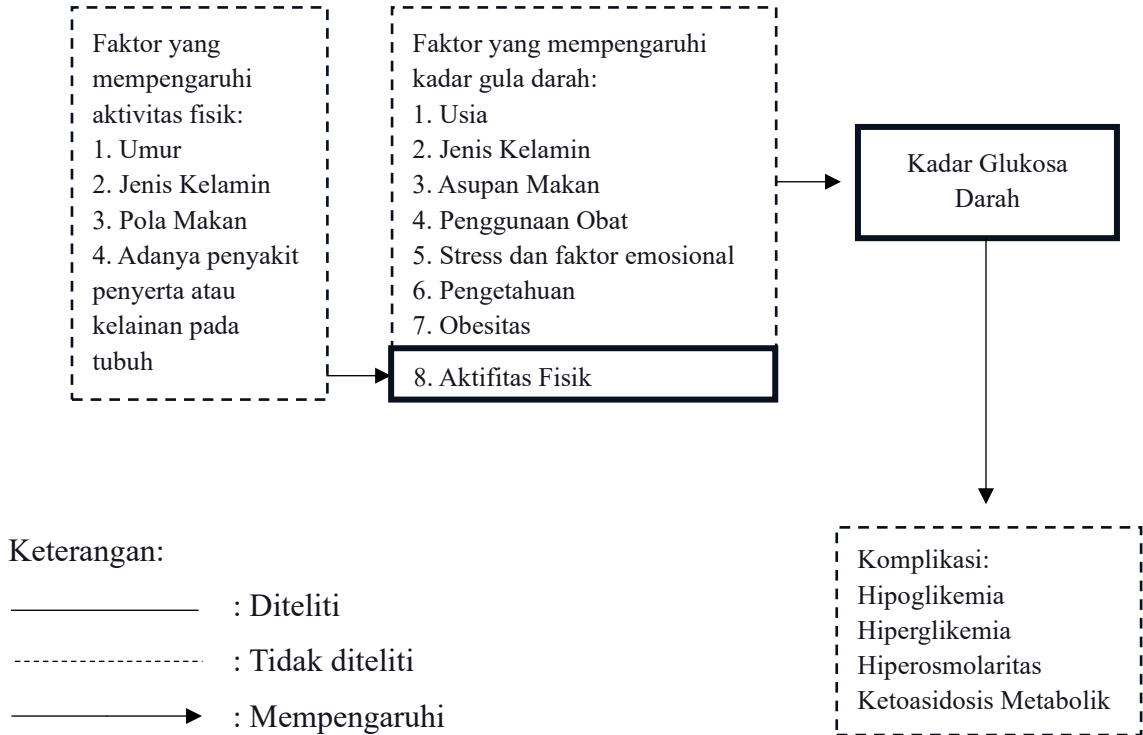 Faktor yang
mempengaruhi
aktivitas fisik:
1. Umur
2. Jenis Kelamin
3. Pola Makan
4. Adanya penyakit
penyerta atau
kelainan pada
tubuh
Faktor yang mempengaruhi
kadar gula darah:
1. Usia
2. Jenis Kelamin
3. Asupan Makan
4. Penggunaan Obat
5. Stress dan faktor emosional
6. Pengetahuan
7. Obesitas
8. Aktifitas Fisik
Kadar Glukosa
Darah
Komplikasi:
Hipoglikemia
Hiperglikemia
Hiperosmolaritas
Ketoasidosis Metabolik
Keterangan:
: Diteliti
: Tidak diteliti
: Mempengaruhi